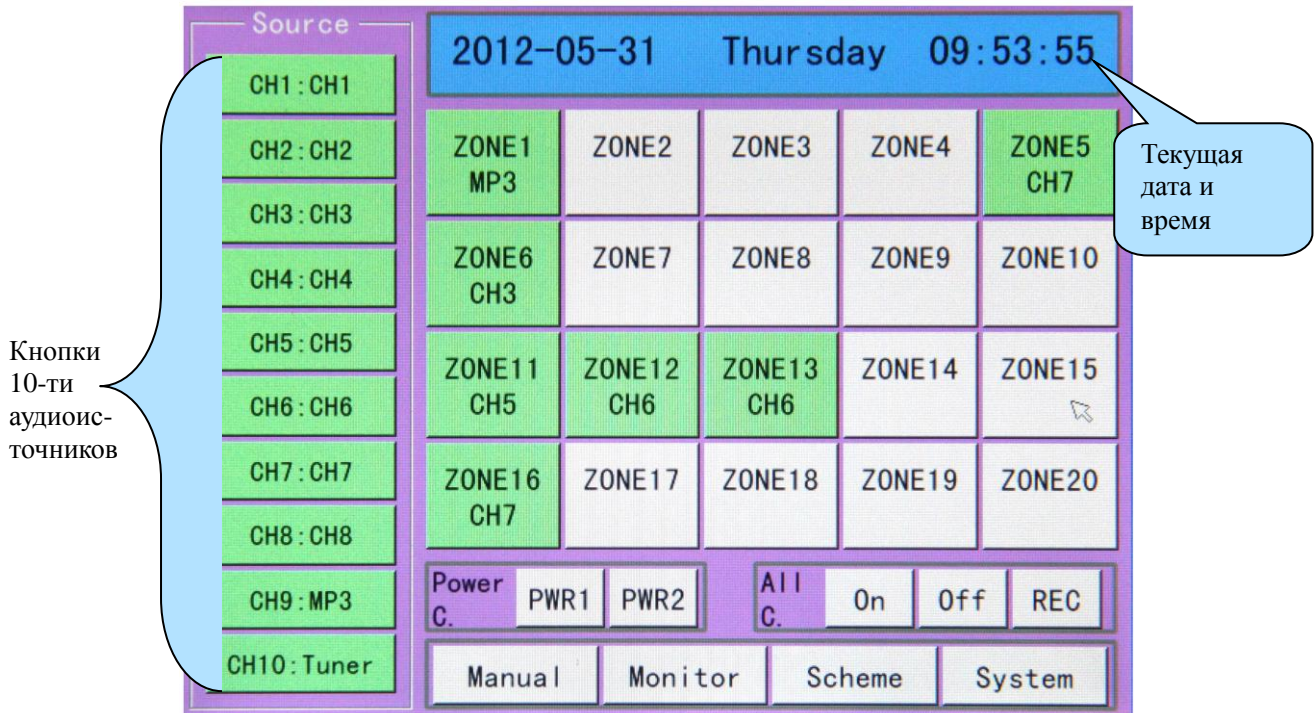 Source
CH1:CH1
CH2:CH2
CH3:CH3
CH4:CH4
CH5:CH5
CH6:CH6
CH7:CH7
CH8:CH8
CH9:MP3
CH10:Tuner
Кнопки
10-ти
аудиоис-
точников
2012-05-31 Thursday 09:53:55
Текущая
дата и
время
ZONE1
MP3
ZONE2
ZONE3
ZONE4
ZONE5
CH7
ZONE6
CH3
ZONE7
ZONE8
ZONE9
ZONE10
ZONE11
CH5
ZONE12
CH6
ZONE13
CH6
ZONE14
ZONE15
ZONE16
CH7
ZONE17
ZONE18
ZONE19
ZONE20
Power
C.
PWR1
PWR2
All
C.
On
Off
REC
Manual
Monitor
Scheme
System